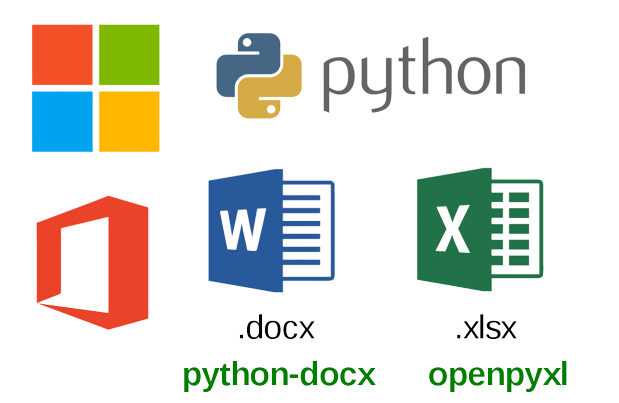 python
W
X
.docx
.xlsx
python-docx
openpyxl